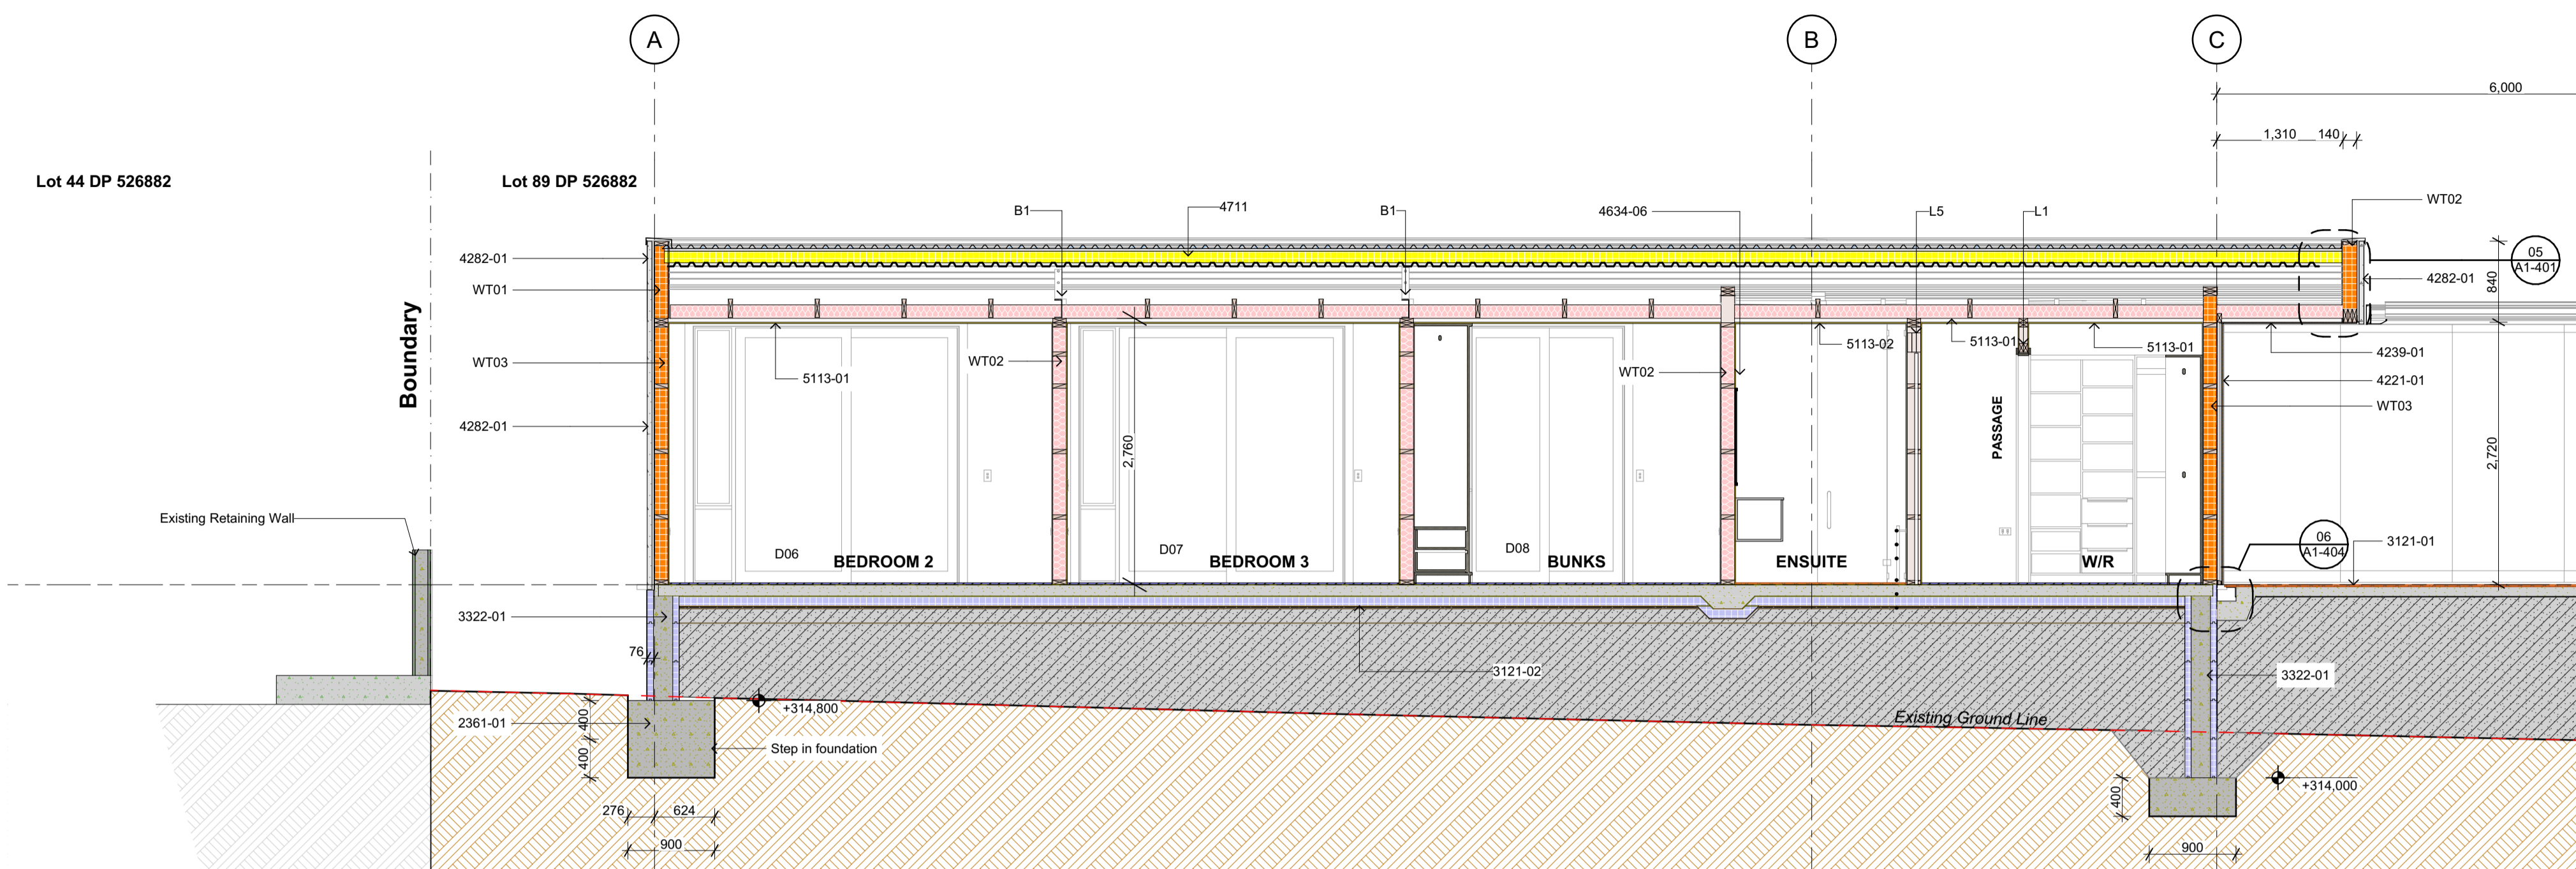 A
B
C
6,000
1,310
140
Lot 44 DP 526882
Lot 89 DP 526882
WT02
B1
4711
B1
4634-06
L5
L1
05
A1-401
4282-01
4282-01
840
WT01
Boundary
WT03
WT02
5113-01
WT02
5113-02
5113-01
5113-01
4239-01
4221-01
WT03
4282-01
PASSAGE
2,760
2,720
Existing Retaining Wall
D06
BEDROOM 2
D07
BEDROOM 3
D08
BUNKS
ENSUITE
W/R
06
A1-404
3121-01
3322-01
76
3121-02
3322-01
+314,800
2361-01
400
400
Existing Ground Line
Step in foundation
+314,000
400
276
624
900
900